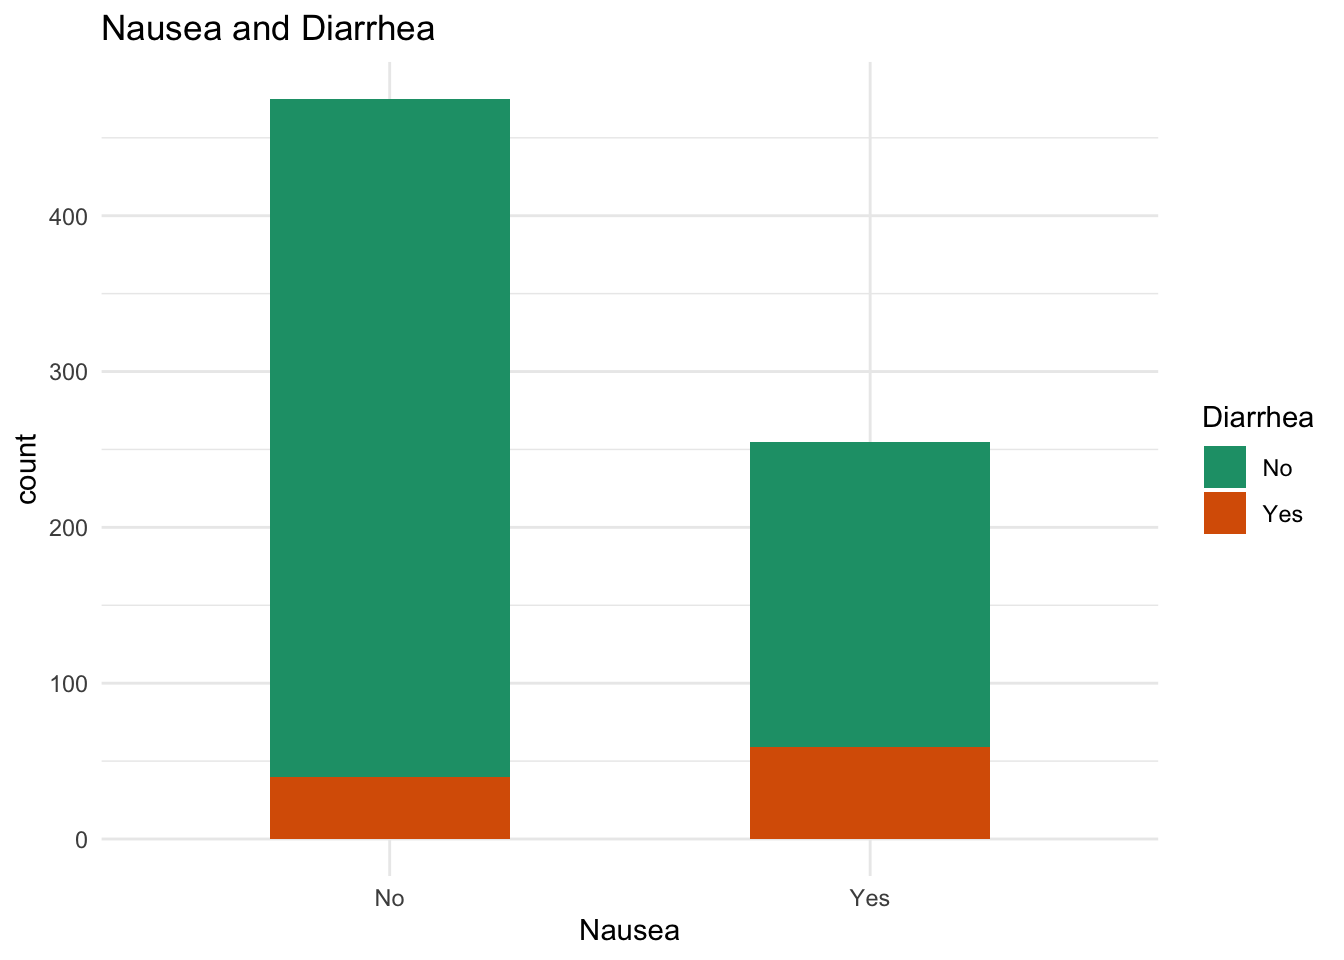 Nausea and Diarrhea
count
400
300
200
100
0
No
Yes
Nausea
Diarrhea
No
Yes